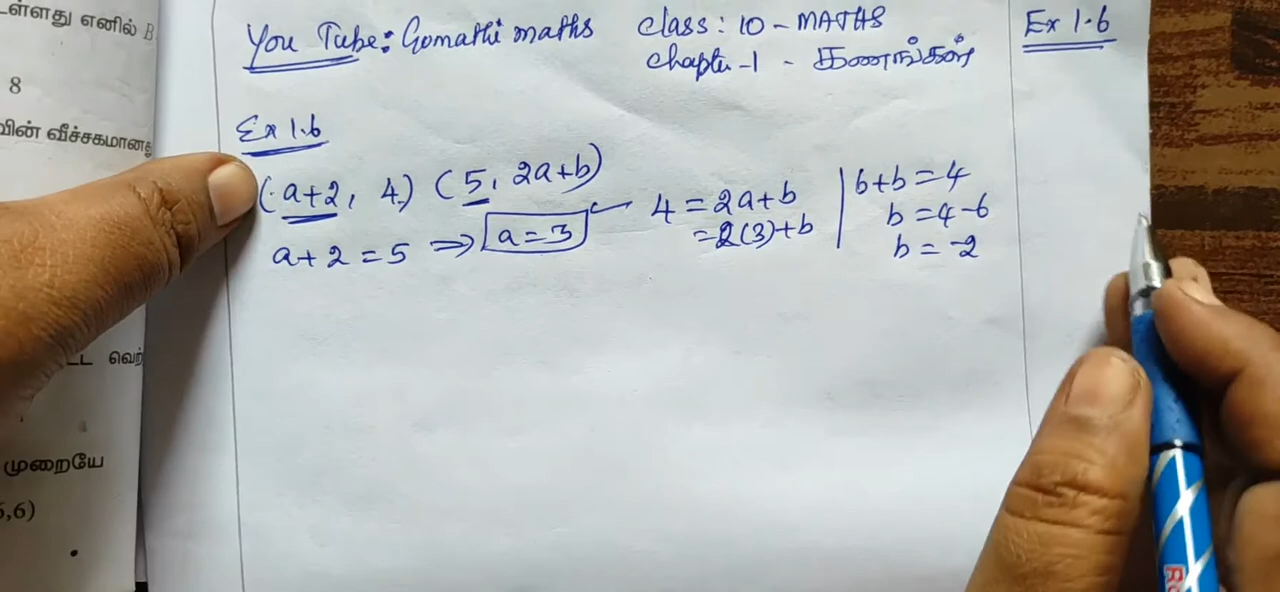 உள்ளது எனில் B
8
வின் வீச்சகமானது
வெற்
முறையே
6,6)
You Tube: Gomathi maths
class: 10 - MATHS
chapter -1 - கணங்கள்
Ex 1.6
Ex 1.6
(a+2, 4) (5, 2a+b)
a+2=5 ⇒ a=3
4=2a+b
=2(3)+b
6+b=4
b=4-6
b=-2